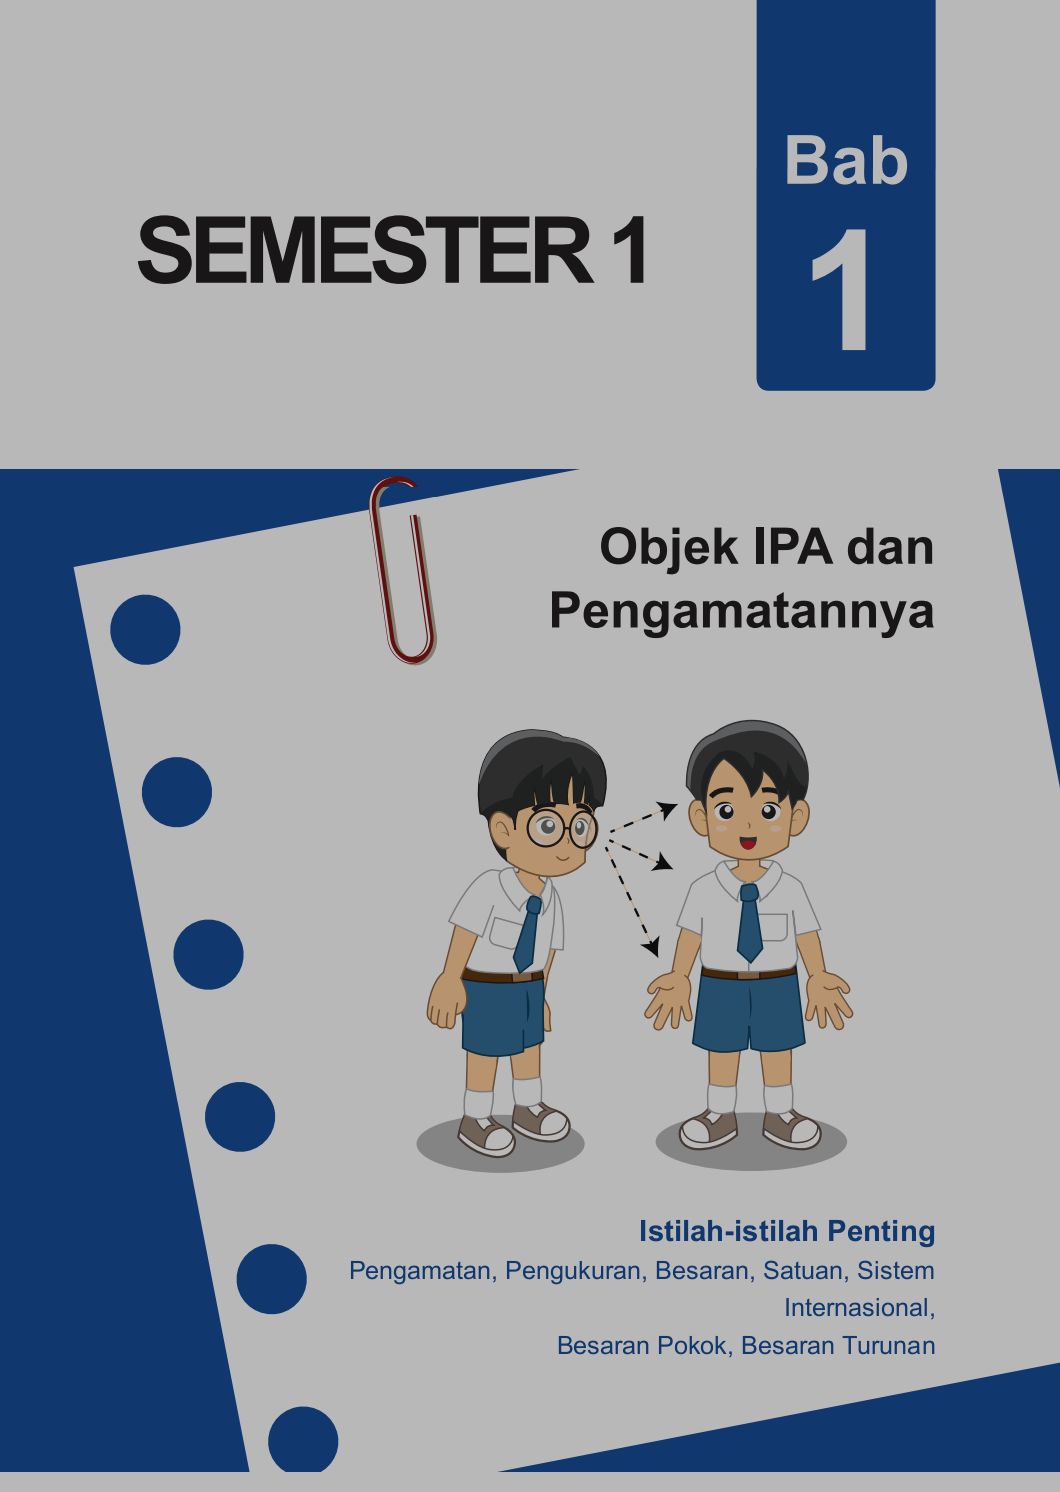 Bab
1
SEMESTER 1
Objek IPA dan
Pengamatannya
Istilah-istilah Penting
Pengamatan, Pengukuran, Besaran, Satuan, Sistem
Internasional,
Besaran Pokok, Besaran Turunan